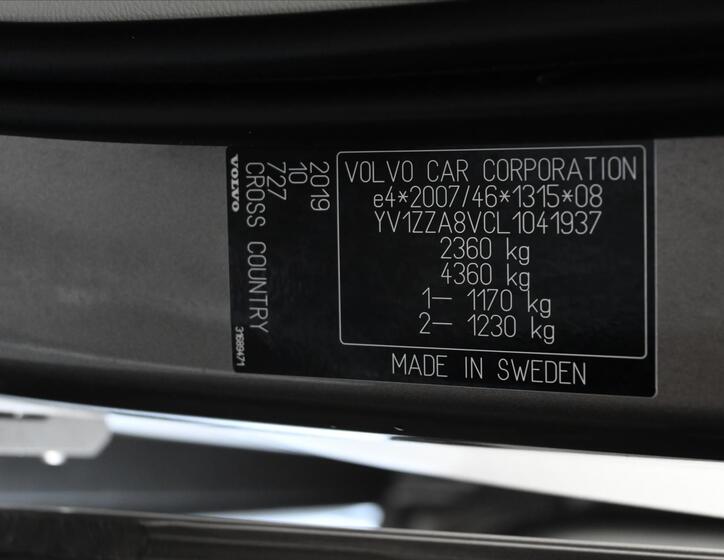 VOLVO CAR CORPORATION
e4*2007/46*1315*08
YV1ZZA8VCL1041937
2360 kg
4360 kg
1– 1170 kg
2– 1230 kg
MADE IN SWEDEN
2019
10
727
CROSS COUNTRY
VOLVO
31689471